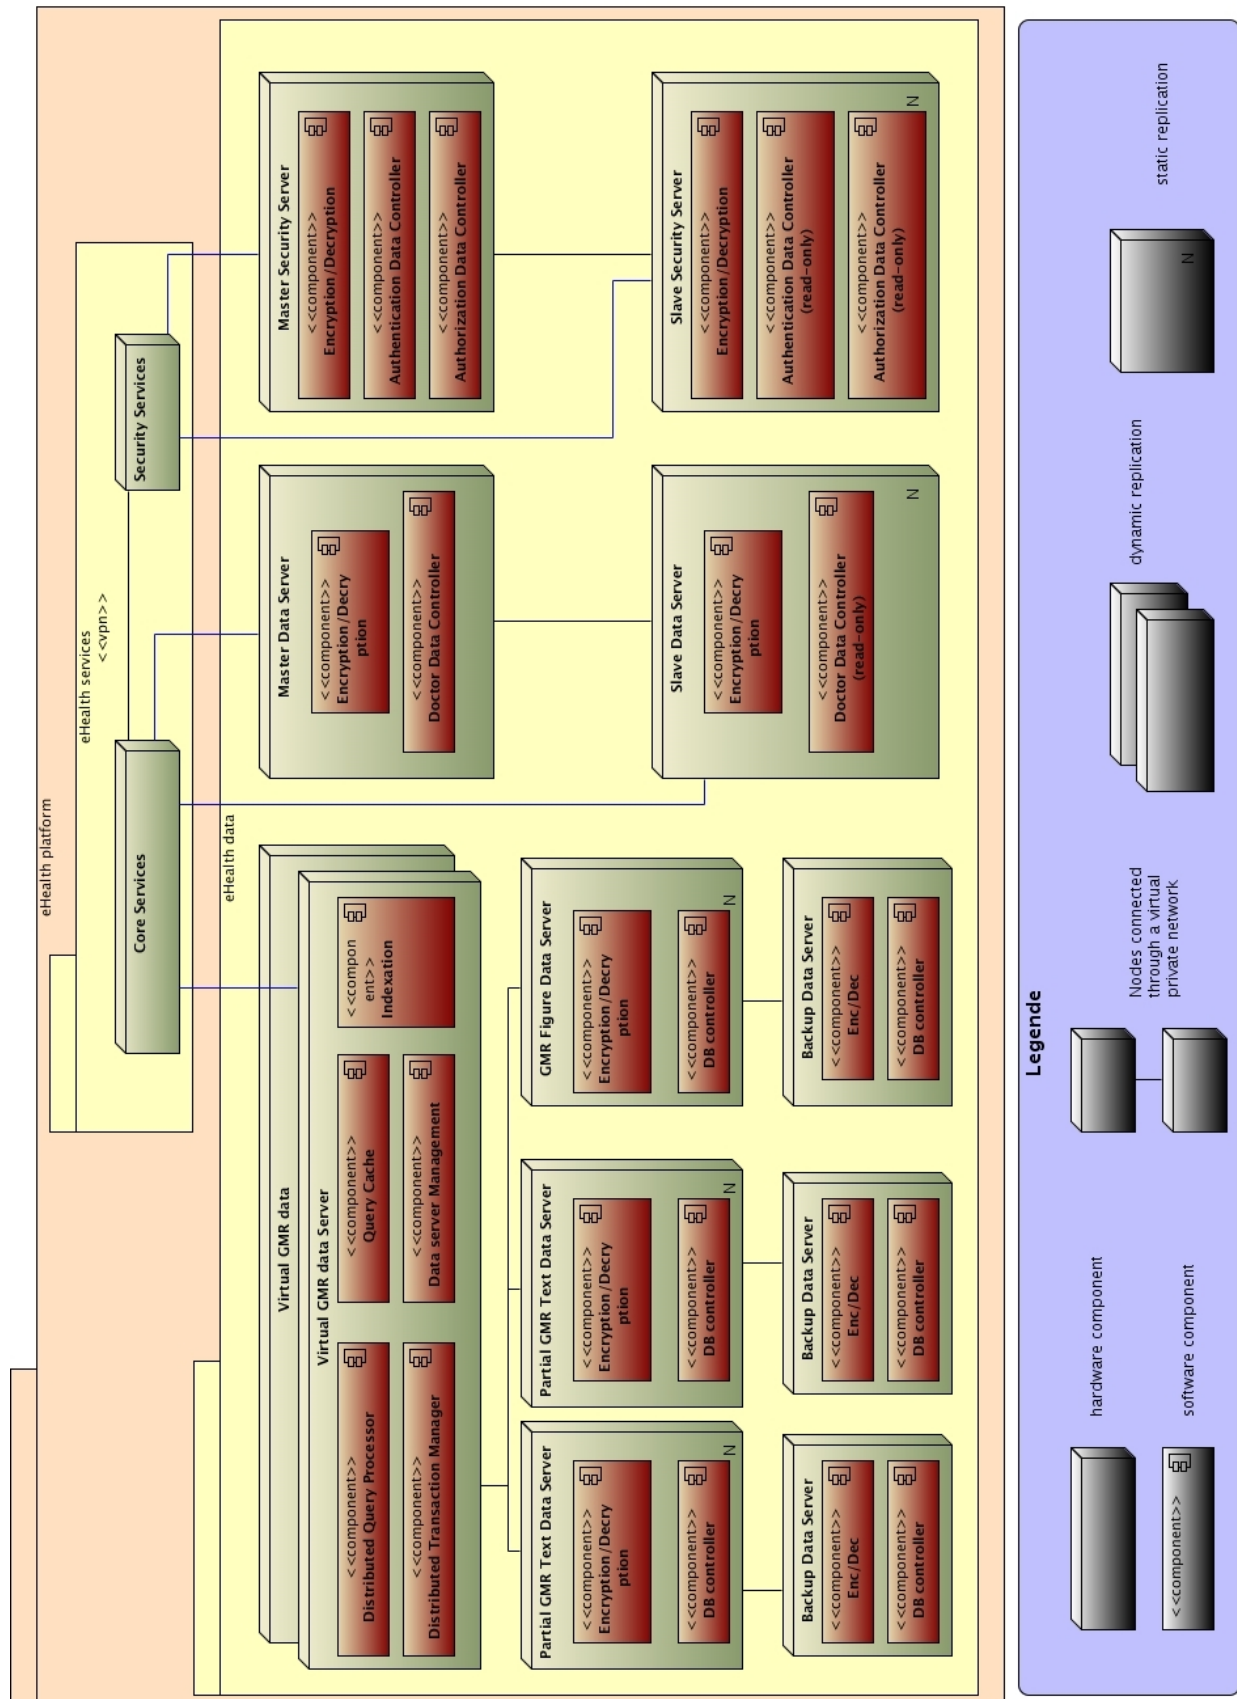 eHealth platform
eHealth services
<<vpn>>
Core Services
Security Services
eHealth data
Virtual GMR data
Virtual GMR data Server
<<component>>
Distributed Query Processor
<<component>>
Query Cache
<<compon
ent>>
Indexation
<<component>>
Distributed Transaction Manager
<<component>>
Data server Management
Master Data Server
<<component>>
Encryption/Decry
ption
<<component>>
Doctor Data Controller
Master Security Server
<<component>>
Encryption/Decryption
<<component>>
Authentication Data Controller
<<component>>
Authorization Data Controller
Partial GMR Text Data Server
<<component>>
Encryption/Decry
ption
<<component>>
DB controller
N
Partial GMR Text Data Server
<<component>>
Encryption/Decry
ption
<<component>>
DB controller
N
GMR Figure Data Server
<<component>>
Encryption/Decry
ption
<<component>>
DB controller
N
Slave Data Server
<<component>>
Encryption/Decry
ption
<<component>>
Doctor Data Controller
(read-only)
N
Slave Security Server
<<component>>
Encryption/Decryption
<<component>>
Authentication Data Controller
(read-only)
<<component>>
Authorization Data Controller
(read-only)
N
Backup Data Server
<<component>>
Enc/Dec
<<component>>
DB controller
Backup Data Server
<<component>>
Enc/Dec
<<component>>
DB controller
Backup Data Server
<<component>>
Enc/Dec
<<component>>
DB controller
Legende
hardware component
<<component>>
software component
Nodes connected
through a virtual
private network
dynamic replication
N
static replication